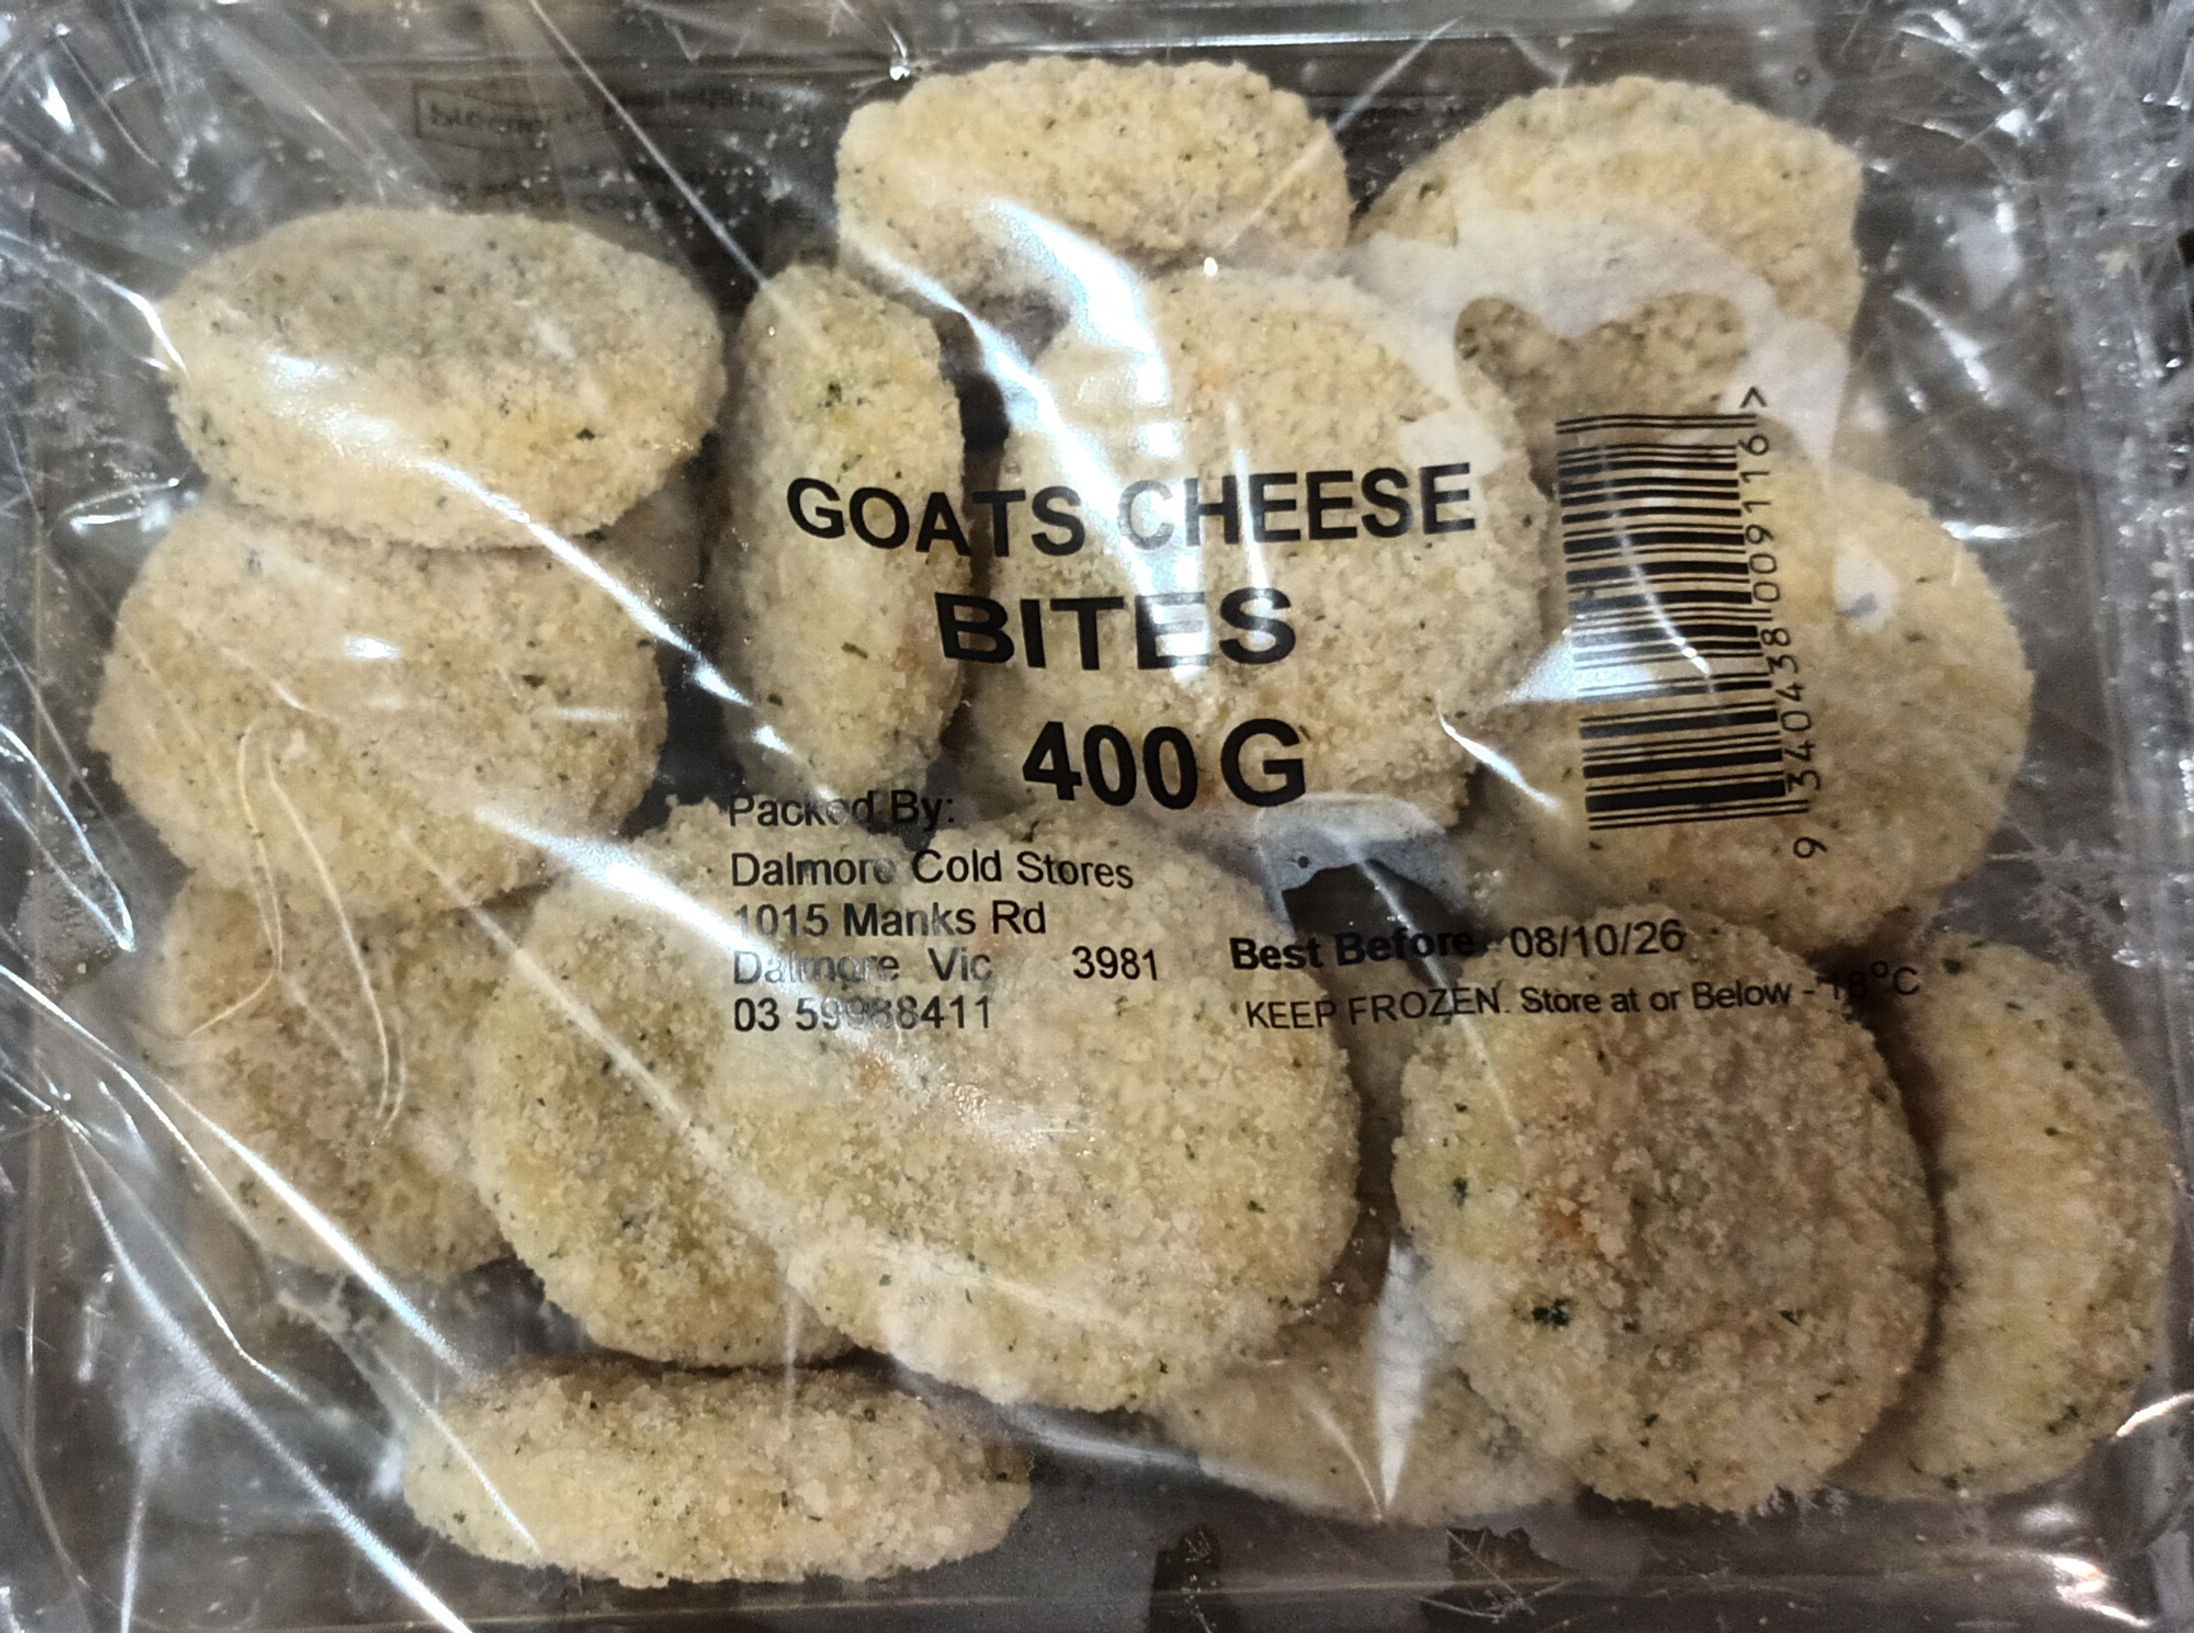 GOATS CHEESE
BITES
400 G
Packed By:
Dalmore Cold Stores
1015 Manks Rd
Dalmore Vic 3981
03 59988411
Best Before 08/10/26
KEEP FROZEN. Store at or Below -18°C
9 340438 009116 >